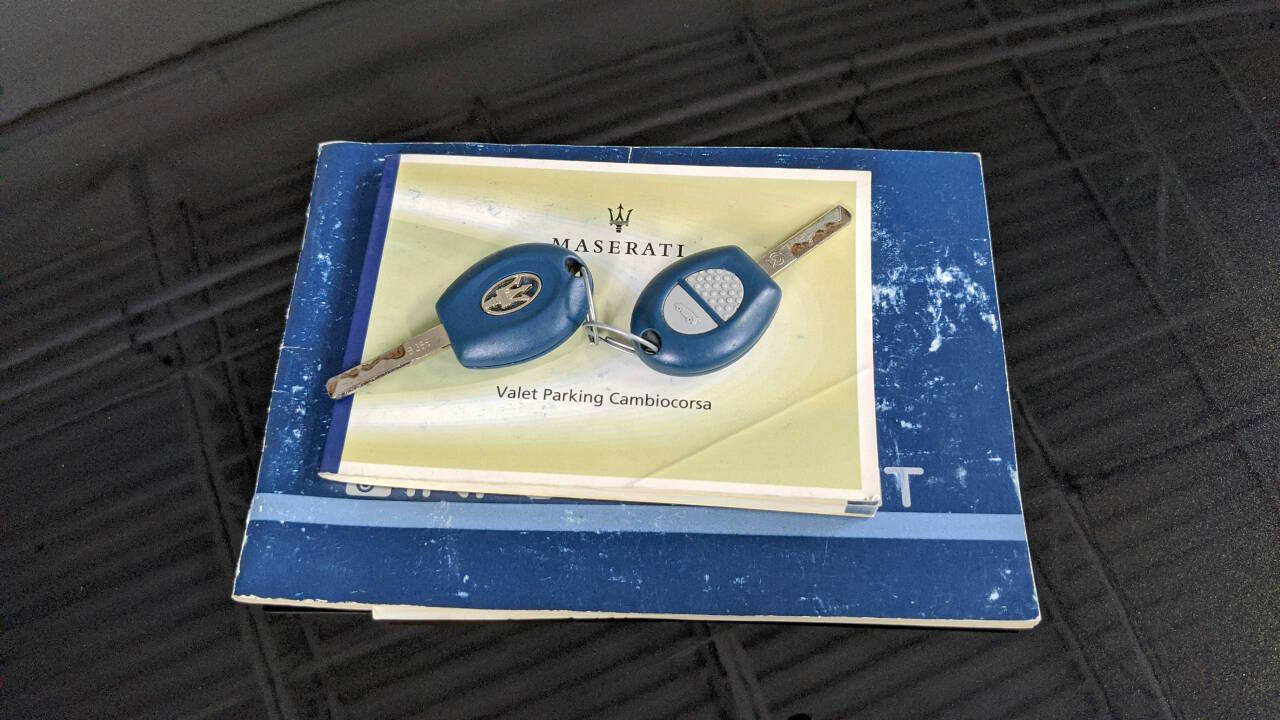 MASERATI
Valet Parking Cambiocorsa
T